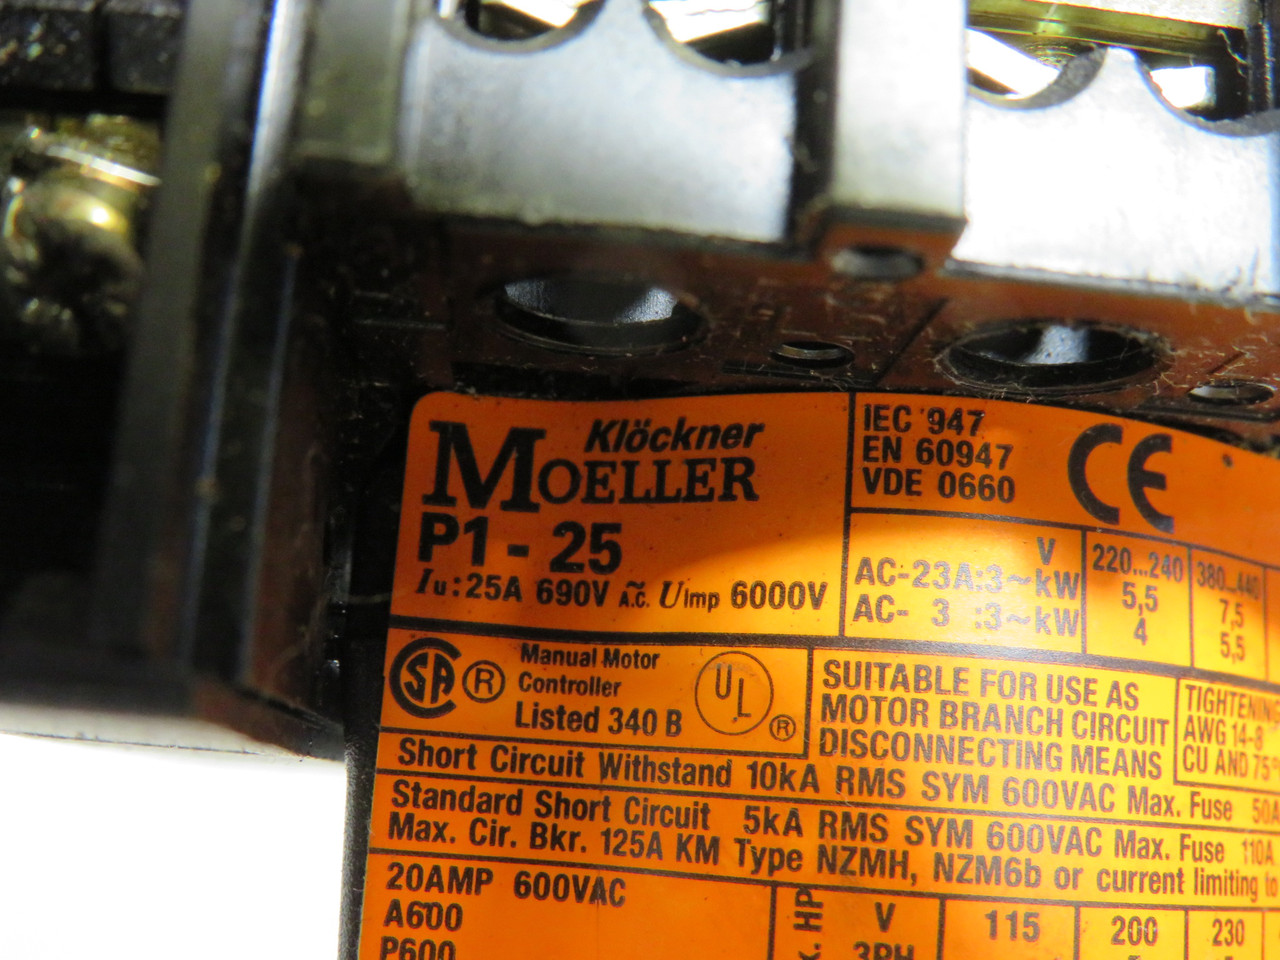 Klöckner
MOELLER
P1-25
Iu:25A 690V ~ A.C. Uimp 6000V
IEC 947
EN 60947
VDE 0660
CE
V 220...240 380...440
AC-23A:3~kW 5,5 7,5
AC- 3 :3~kW 4 5,5
CSA ®
Manual Motor
Controller
Listed 340 B
UL ®
SUITABLE FOR USE AS
MOTOR BRANCH CIRCUIT
DISCONNECTING MEANS
TIGHTENING
AWG 14-8
CU AND 75°
Short Circuit Withstand 10kA RMS SYM 600VAC Max. Fuse 50A
Standard Short Circuit 5kA RMS SYM 600VAC Max. Fuse 110A
Max. Cir. Bkr. 125A KM Type NZMH, NZM6b or current limiting to
20AMP 600VAC
A600
P600
HP
V 115 200 230
3PH